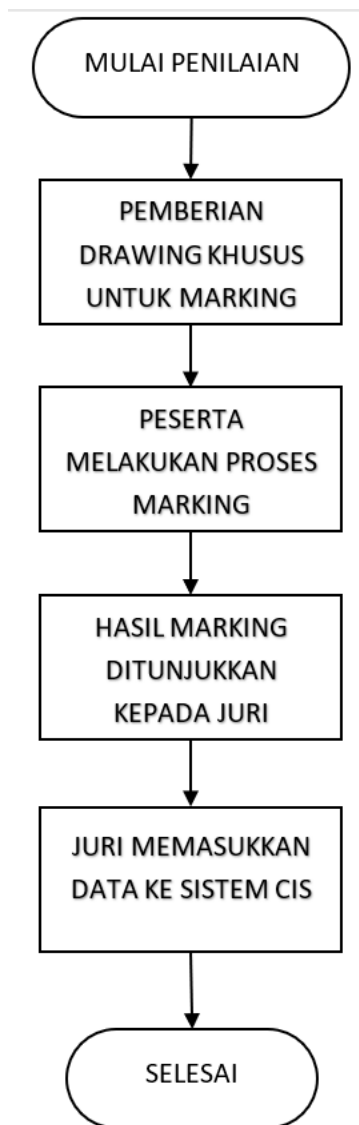 MULAI PENILAIAN
PEMBERIAN
DRAWING KHUSUS
UNTUK MARKING
PESERTA
MELAKUKAN PROSES
MARKING
HASIL MARKING
DITUNJUKKAN
KEPADA JURI
JURI MEMASUKKAN
DATA KE SISTEM CIS
SELESAI